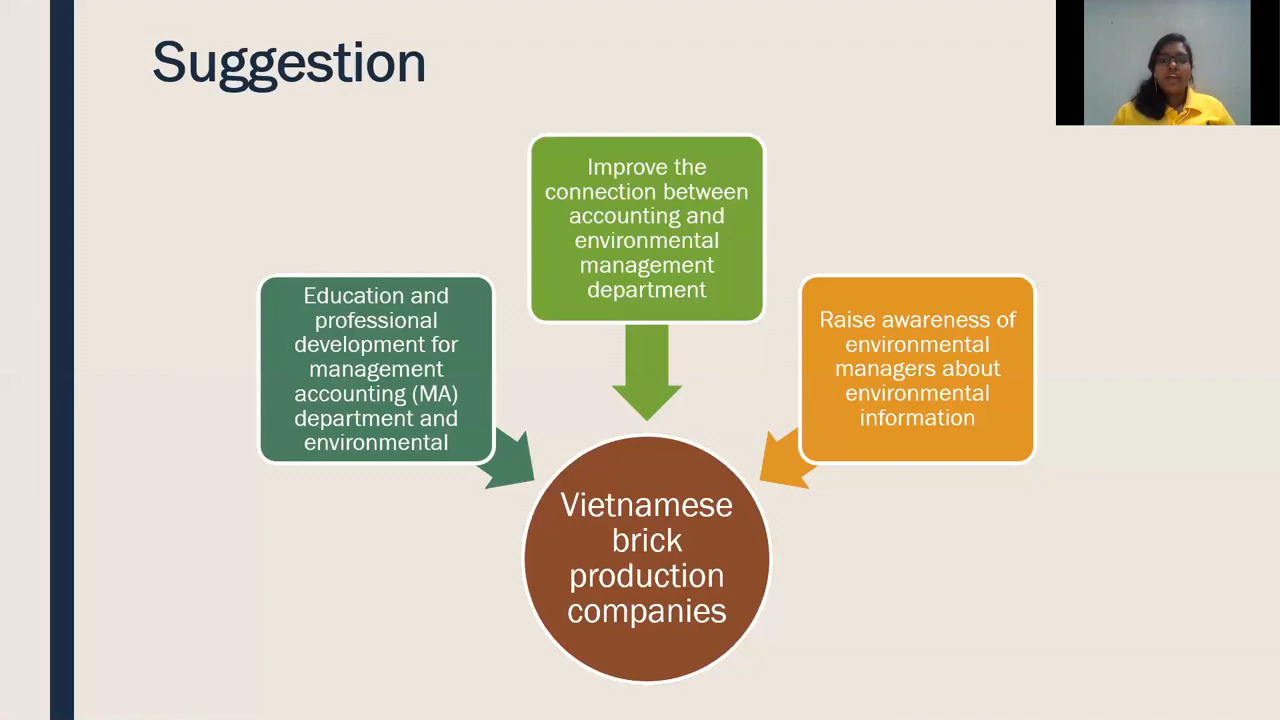 Suggestion
Improve the
connection between
accounting and
environmental
management
department
Education and
professional
development for
management
accounting (MA)
department and
environmental
Raise awareness of
environmental
managers about
environmental
information
Vietnamese
brick
production
companies